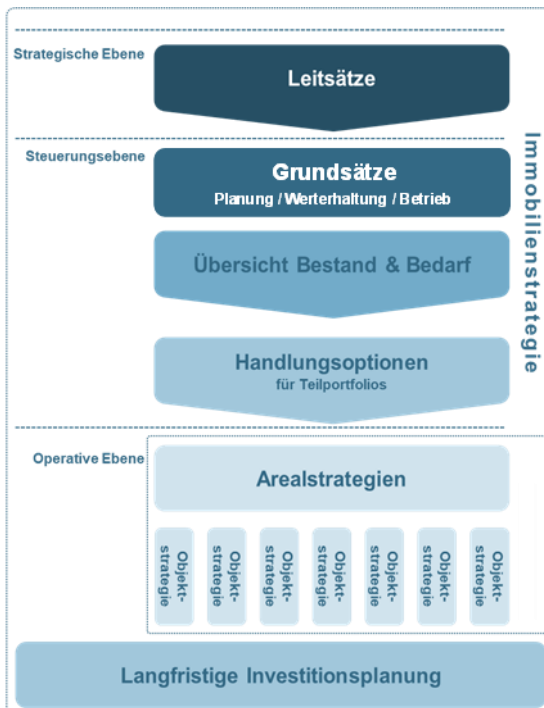 Strategische Ebene
Leitsätze
Steuerungsebene
Grundsätze
Planung / Werterhaltung / Betrieb
Übersicht Bestand & Bedarf
Handlungsoptionen
für Teilportfolios
Immobilienstrategie
Operative Ebene
Arealstrategien
Objekt-
strategie
Objekt-
strategie
Objekt-
strategie
Objekt-
strategie
Objekt-
strategie
Objekt-
strategie
Objekt-
strategie
Langfristige Investitionsplanung